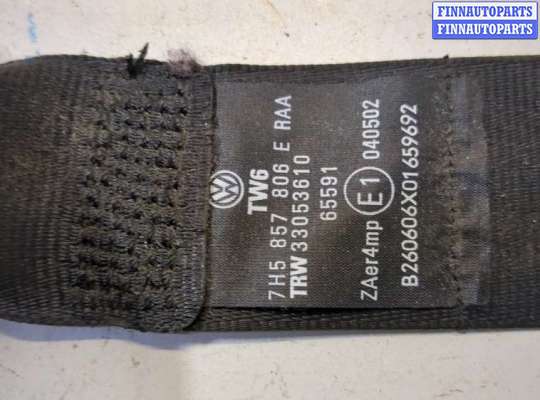 FINNAUTOPARTS
FINNAUTOPARTS
TW6
7H5 857 806 E RAA
TRW 33053610
65591
ZAer4mp E1 040502
B260606X01659692